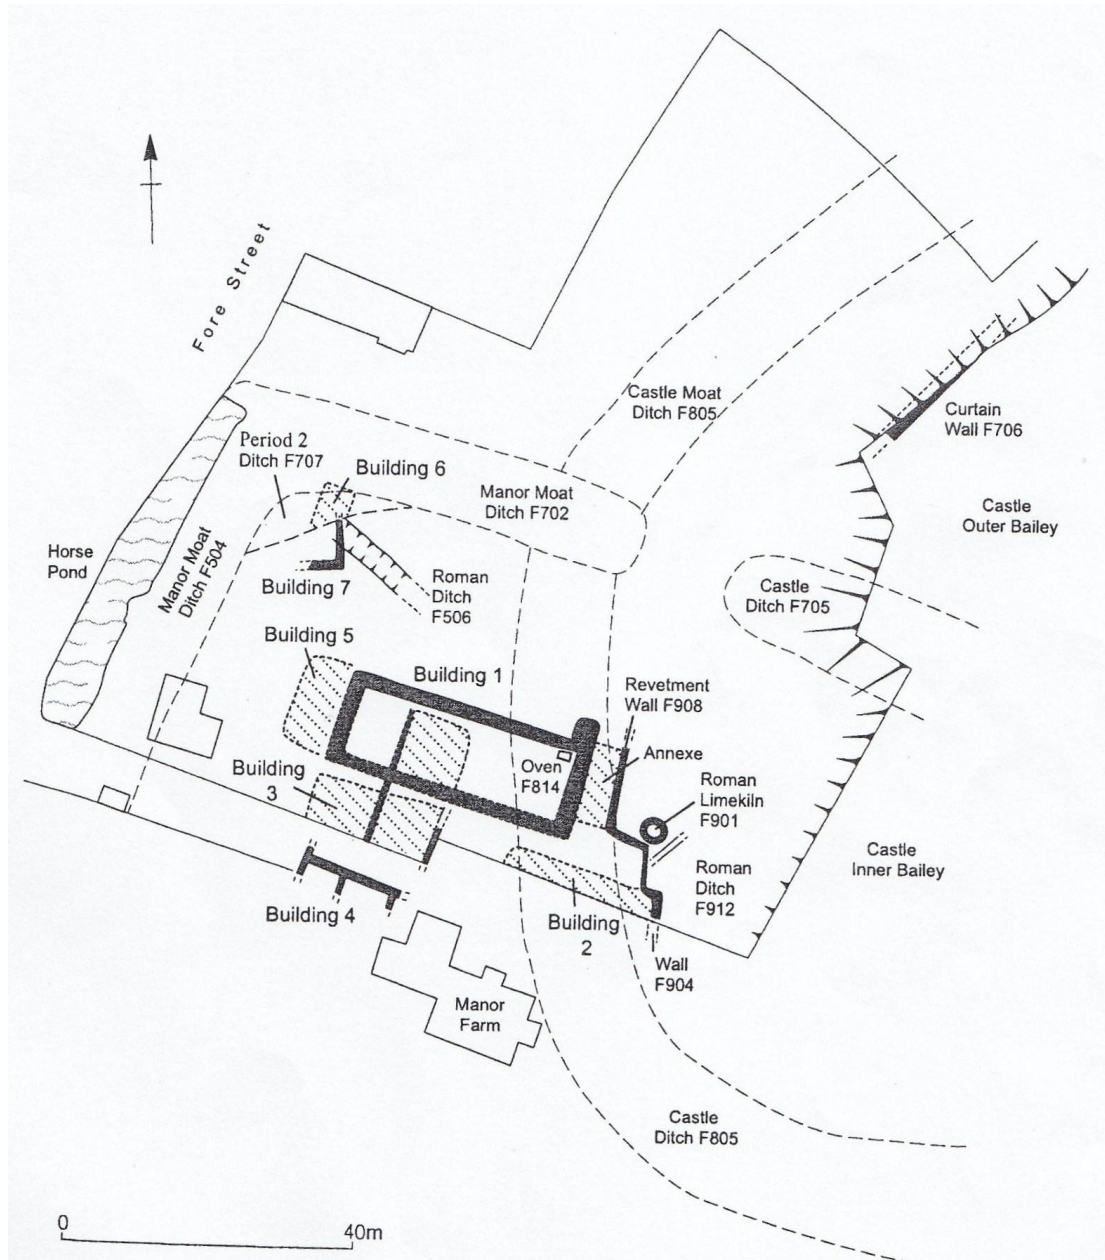 Fore Street
Castle Moat
Ditch F805
Curtain
Wall F706
Period 2
Ditch F707
Building 6
Manor Moat
Ditch F702
Castle
Outer Bailey
Horse
Pond
Manor Moat
Ditch F504
Building 7
Roman
Ditch
F506
Castle
Ditch F705
Building 5
Building 1
Revetment
Wall F908
Annexe
Oven
F814
Building
3
Roman
Limekiln
F901
Castle
Inner Bailey
Roman
Ditch
F912
Building 4
Building
2
Wall
F904
Manor
Farm
Castle
Ditch F805
0
40m